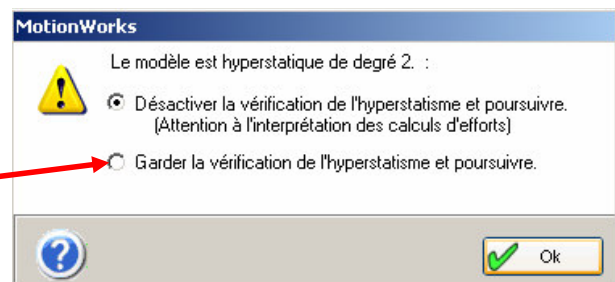 MotionWorks
Le modèle est hyperstatique de degré 2. :
Désactiver la vérification de l'hyperstatisme et poursuivre.
(Attention à l'interprétation des calculs d'efforts)
Garder la vérification de l'hyperstatisme et poursuivre.
Ok